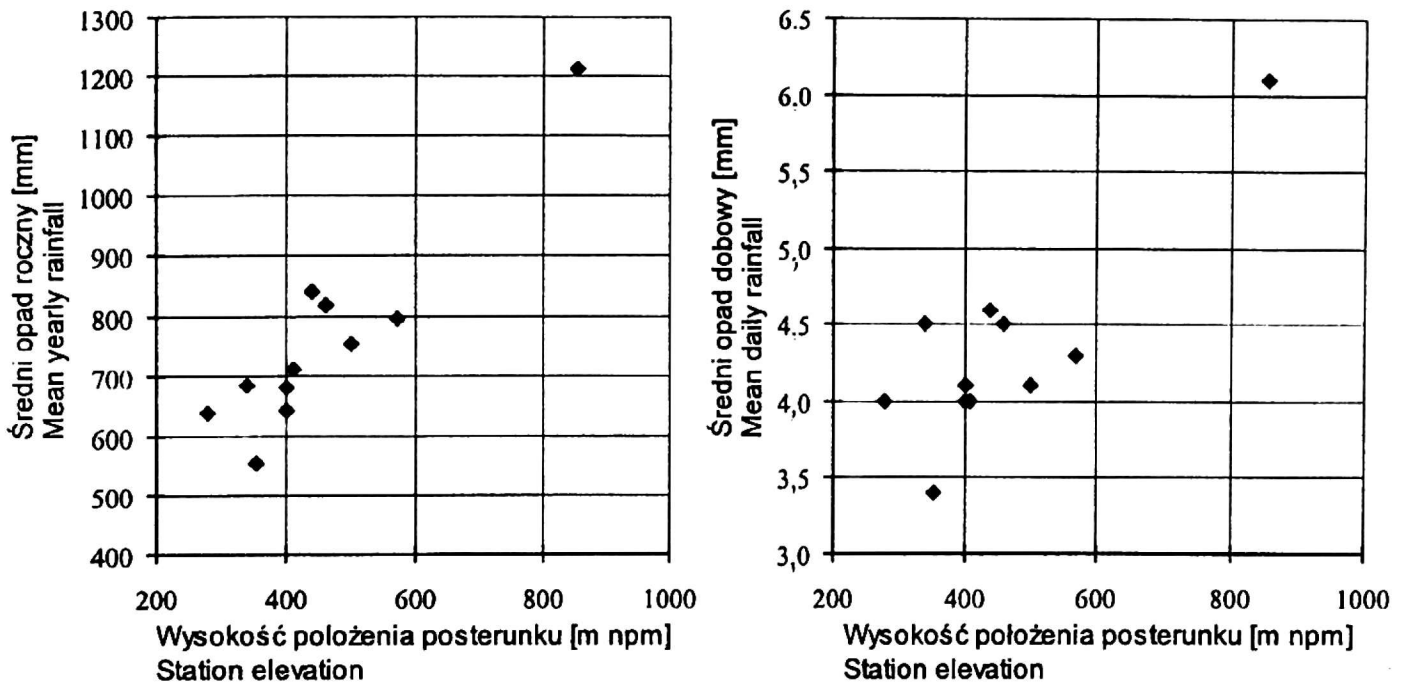 1300
1200
1100
1000
900
800
700
600
500
400
200 400 600 800 1000
Średni opad roczny [mm]
Mean yearly rainfall
Wysokość położenia posterunku [m npm]
Station elevation
6.5
6.0
5,5
5,0
4,5
4,0
3,5
3,0
200 400 600 800 1000
Średni opad dobowy [mm]
Mean daily rainfall
Wysokość położenia posterunku [m npm]
Station elevation